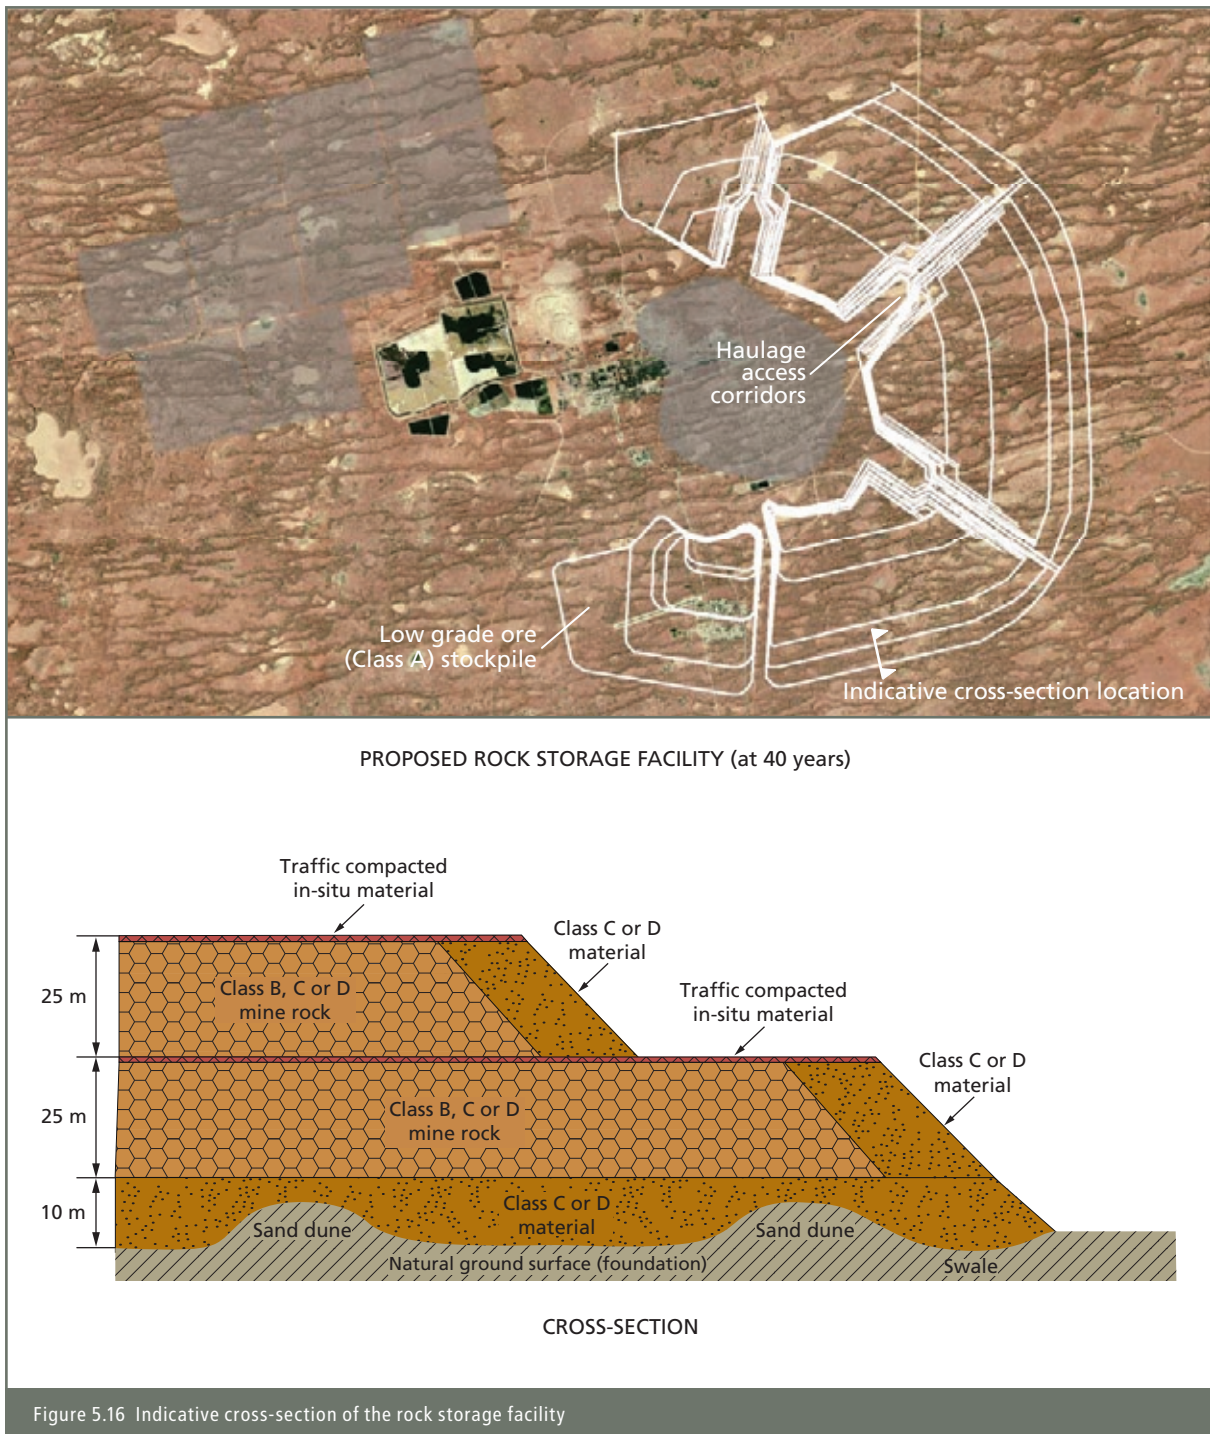 Haulage
access
corridors
Low grade ore
(Class A) stockpile
Indicative cross-section location
PROPOSED ROCK STORAGE FACILITY (at 40 years)
Traffic compacted
in-situ material
Class C or D
material
25 m
Class B, C or D
mine rock
Traffic compacted
in-situ material
Class C or D
material
25 m
Class B, C or D
mine rock
10 m
Class C or D
material
Sand dune
Sand dune
Natural ground surface (foundation)
Swale
CROSS-SECTION
Figure 5.16 Indicative cross-section of the rock storage facility